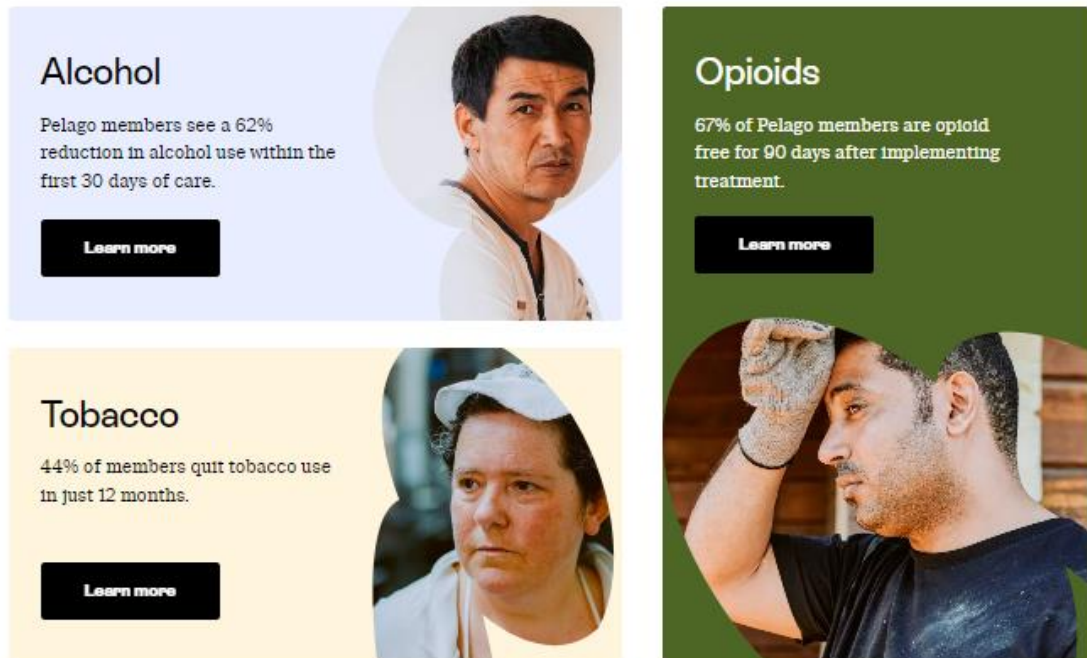 Alcohol
Pelago members see a 62%
reduction in alcohol use within the
first 30 days of care.
Learn more
Tobacco
44% of members quit tobacco use
in just 12 months.
Learn more
Opioids
67% of Pelago members are opioid
free for 90 days after implementing
treatment.
Learn more